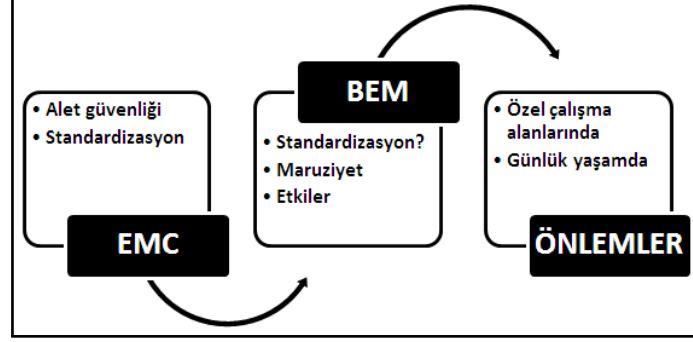 • Alet güvenliği
• Standardizasyon
EMC
BEM
• Standardizasyon?
• Maruziyet
• Etkiler
• Özel çalışma
alanlarında
• Günlük yaşamda
ÖNLEMLER